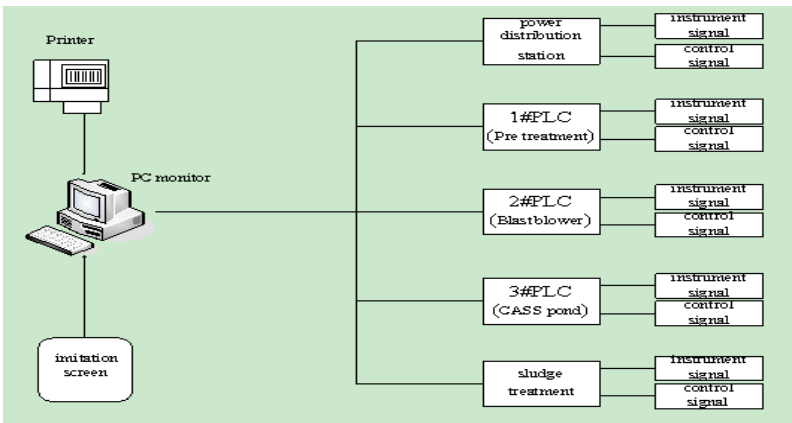 Printer
PC monitor
imitation
screen
power
distribution
station
instrument
signal
control
signal
1#PLC
(Pre treatment)
instrument
signal
control
signal
2#PLC
(Blastblower)
instrument
signal
control
signal
3#PLC
(CASS pond)
instrument
signal
control
signal
sludge
treatment
instrument
signal
control
signal